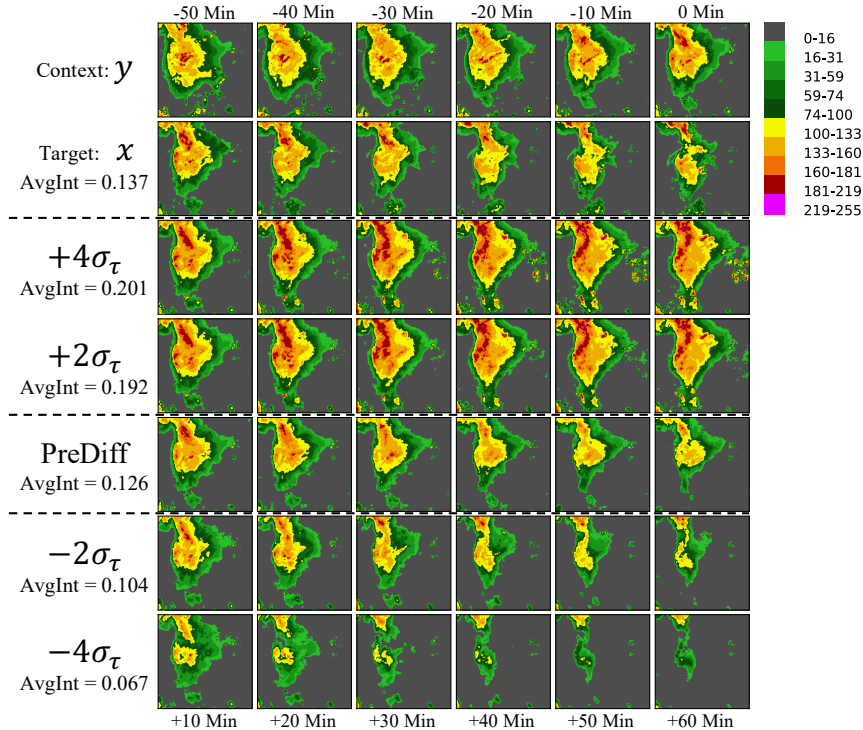 -50 Min -40 Min -30 Min -20 Min -10 Min 0 Min
Context: y
0-16
16-31
31-59
59-74
74-100
100-133
133-160
160-181
181-219
219-255
Target: x
AvgInt = 0.137
+4στ
AvgInt = 0.201
+2στ
AvgInt = 0.192
PreDiff
AvgInt = 0.126
−2στ
AvgInt = 0.104
−4στ
AvgInt = 0.067
+10 Min +20 Min +30 Min +40 Min +50 Min +60 Min